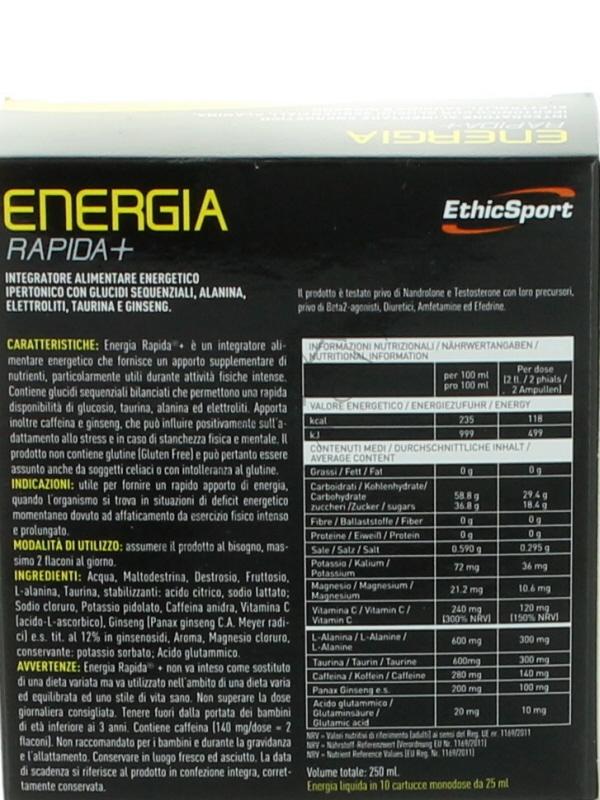 ENERGIA
RAPIDA+
ENERGIA
RAPIDA+
EthicSport
INTEGRATORE ALIMENTARE ENERGETICO
IPERTONICO CON GLUCIDI SEQUENZIALI, ALANINA,
ELETTROLITI, TAURINA E GINSENG.
Il prodotto è testato privo di Nandrolone e Testosterone con loro precursori,
privo di Beta2-agonisti, Diuretici, Amfetamine ed Efedrine.
CARATTERISTICHE: Energia Rapida®+ è un integratore ali-
mentare energetico che fornisce un apporto supplementare di
nutrienti, particolarmente utili durante attività fisiche intense.
Contiene glucidi sequenziali bilanciati che permettono una rapida
disponibilità di glucosio, taurina, alanina ed elettroliti. Apporta
inoltre caffeina e ginseng, che può influire positivamente sull'a-
dattamento allo stress e in caso di stanchezza fisica e mentale. Il
prodotto non contiene glutine (Gluten Free) e può pertanto essere
assunto anche da soggetti celiaci o con intolleranza al glutine.
INDICAZIONI: utile per fornire un rapido apporto di energia,
quando l'organismo si trova in situazioni di deficit energetico
momentaneo dovuto ad affaticamento da esercizio fisico intenso
e prolungato.
MODALITÀ DI UTILIZZO: assumere il prodotto al bisogno, mas-
simo 2 flaconi al giorno.
INGREDIENTI: Acqua, Maltodestrina, Destrosio, Fruttosio,
L-alanina, Taurina, stabilizzanti: acido citrico, sodio lattato;
Sodio cloruro, Potassio pidolato, Caffeina anidra, Vitamina C
(acido-L-ascorbico), Ginseng (Panax ginseng C.A. Meyer radi-
ci) e.s. tit. al 12% in ginsenosidi, Aroma, Magnesio cloruro,
conservante: potassio sorbato; Acido glutammico.
AVVERTENZE: Energia Rapida® + non va inteso come sostituto
di una dieta variata ma va utilizzato nell'ambito di una dieta varia
ed equilibrata ed uno stile di vita sano. Non superare la dose
giornaliera consigliata. Tenere fuori dalla portata dei bambini
di età inferiore ai 3 anni. Contiene caffeina (140 mg/dose = 2
flaconi). Non raccomandato per i bambini e durante la gravidanza
e l'allattamento. Conservare in luogo fresco ed asciutto. La data
di scadenza si riferisce al prodotto in confezione integra, corret-
tamente conservata.
INFORMAZIONI NUTRIZIONALI / NÄHRWERTANGABEN /
NUTRITIONAL INFORMATION
per 100 ml
pro 100 ml
Per dose
(2 fl. / 2 phials /
2 Ampullen)
VALORE ENERGETICO / ENERGIEZUFUHR / ENERGY
kcal 235 118
kJ 999 499
CONTENUTI MEDI / DURCHSCHNITTLICHE INHALT /
AVERAGE CONTENT
Grassi / Fett / Fat 0 g 0 g
Carboidrati / Kohlenhydrate/
Carbohydrate 58.8 g 29.4 g
zuccheri /Zucker / sugars 36.8 g 18.4 g
Fibre / Ballaststoffe / Fiber 0 g 0 g
Proteine / Eiweiß / Protein 0 g 0 g
Sale / Salz / Salt 0.590 g 0.295 g
Potassio / Kalium /
Potassium 72 mg 36 mg
Magnesio / Magnesium /
Magnesium 21.2 mg 10.6 mg
Vitamina C / Vitamin C /
Vitamin C 240 mg (300% NRV) 120 mg (150% NRV)
L-Alanina / L-Alanine /
L-Alanine 600 mg 300 mg
Taurina / Taurin / Taurine 600mg 300 mg
Caffeina / Koffein / Caffeine 280 mg 140 mg
Panax Ginseng e.s. 200 mg 100 mg
Acido glutammico /
Glutaminsäure /
Glutamic acid 20 mg 10 mg
NRV = Valori nutritivi di riferimento (adulti) ai sensi del Reg. UE nr. 1169/2011
NRV = Nährstoff-Referenzwert (Verordnung EU Nr. 1169/2011)
NRV = Nutrient Reference Values (EU Reg. Nr. 1169/2011)
Volume totale: 250 ml.
Energia liquida in 10 cartucce monodose da 25 ml